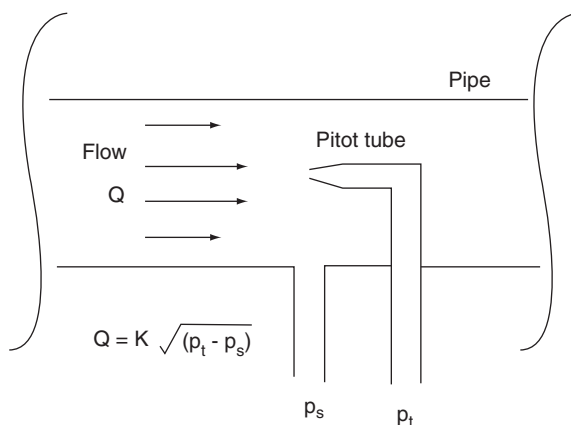 Pipe
Pitot tube
Flow
Q
Q = K √(pₜ - pₛ)
pₛ
pₜ